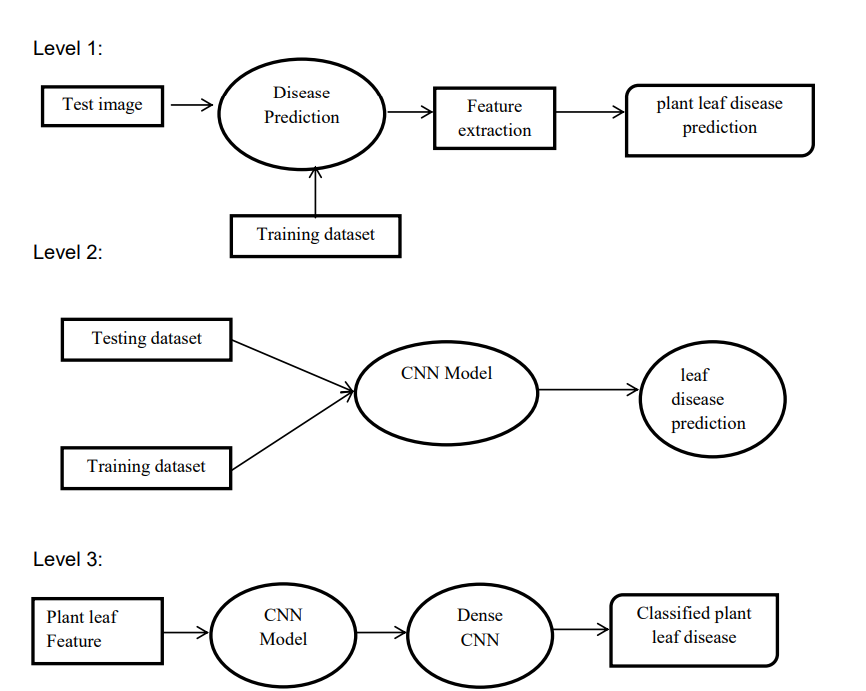 Level 1:
Test image
Disease
Prediction
Feature
extraction
plant leaf disease
prediction
Training dataset
Level 2:
Testing dataset
CNN Model
leaf
disease
prediction
Training dataset
Level 3:
Plant leaf
Feature
CNN
Model
Dense
CNN
Classified plant
leaf disease